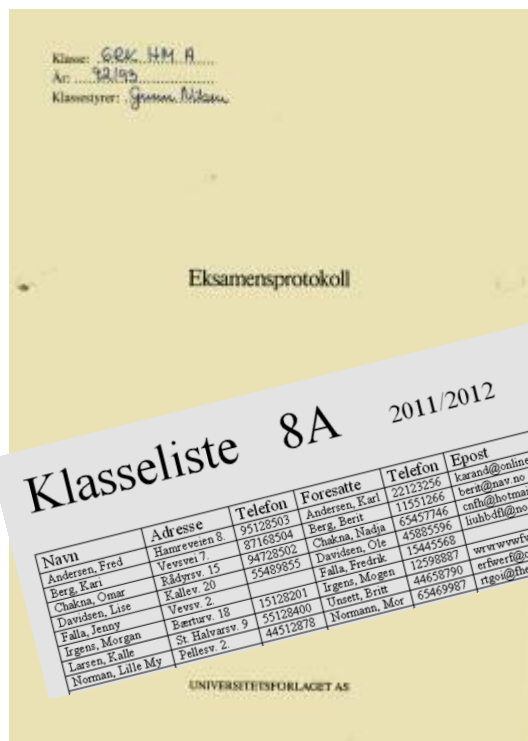 Klasse: GRK HM A
År: 92/93
Klassestyrer: Gunn Nilsen
Eksamensprotokoll
Klasseliste 8A 2011/2012
Navn Adresse Telefon Foresatte Telefon Epost
Andersen, Fred Hamreveien 8. 95128503 Andersen, Karl 22123256 karand@online
Berg, Kari Vevsvei 7. 87168504 Berg, Berit 11551266 berit@nav.no
Chakna, Omar Rådyrsv. 15 94728502 Chakna, Nadja 65457746
Davidsen, Lise Kallev. 20 55489855 Davidsen, Ole 45885596
Falla, Jenny Vevsv. 2. Falla, Fredrik 15445568
Irgens, Morgan Bærturv. 18 15128201 Irgens, Mogen 12598887
Larsen, Kalle St. Halvarsv. 9 55128400 Unsett, Britt 44658790
Norman, Lille My Pellesv. 2. 44512878 Normann, Mor 65469987
UNIVERSITETSFORLAGET AS